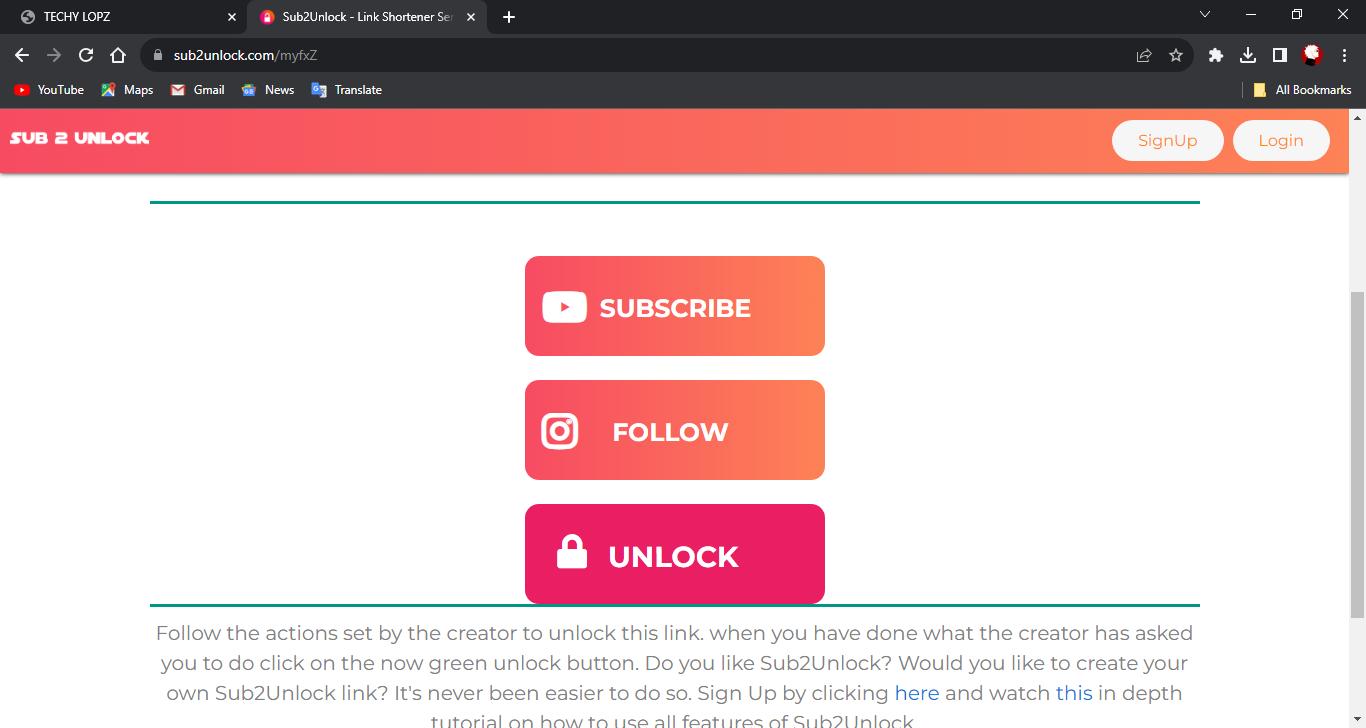 TECHY LOPZ
Sub2Unlock - Link Shortener Ser
sub2unlock.com/myfxZ
YouTube
Maps
Gmail
News
Translate
All Bookmarks
SUB 2 UNLOCK
SignUp
Login
SUBSCRIBE
FOLLOW
UNLOCK
Follow the actions set by the creator to unlock this link. when you have done what the creator has asked
you to do click on the now green unlock button. Do you like Sub2Unlock? Would you like to create your
own Sub2Unlock link? It's never been easier to do so. Sign Up by clicking here and watch this in depth
tutorial on how to use all features of Sub2Unlock